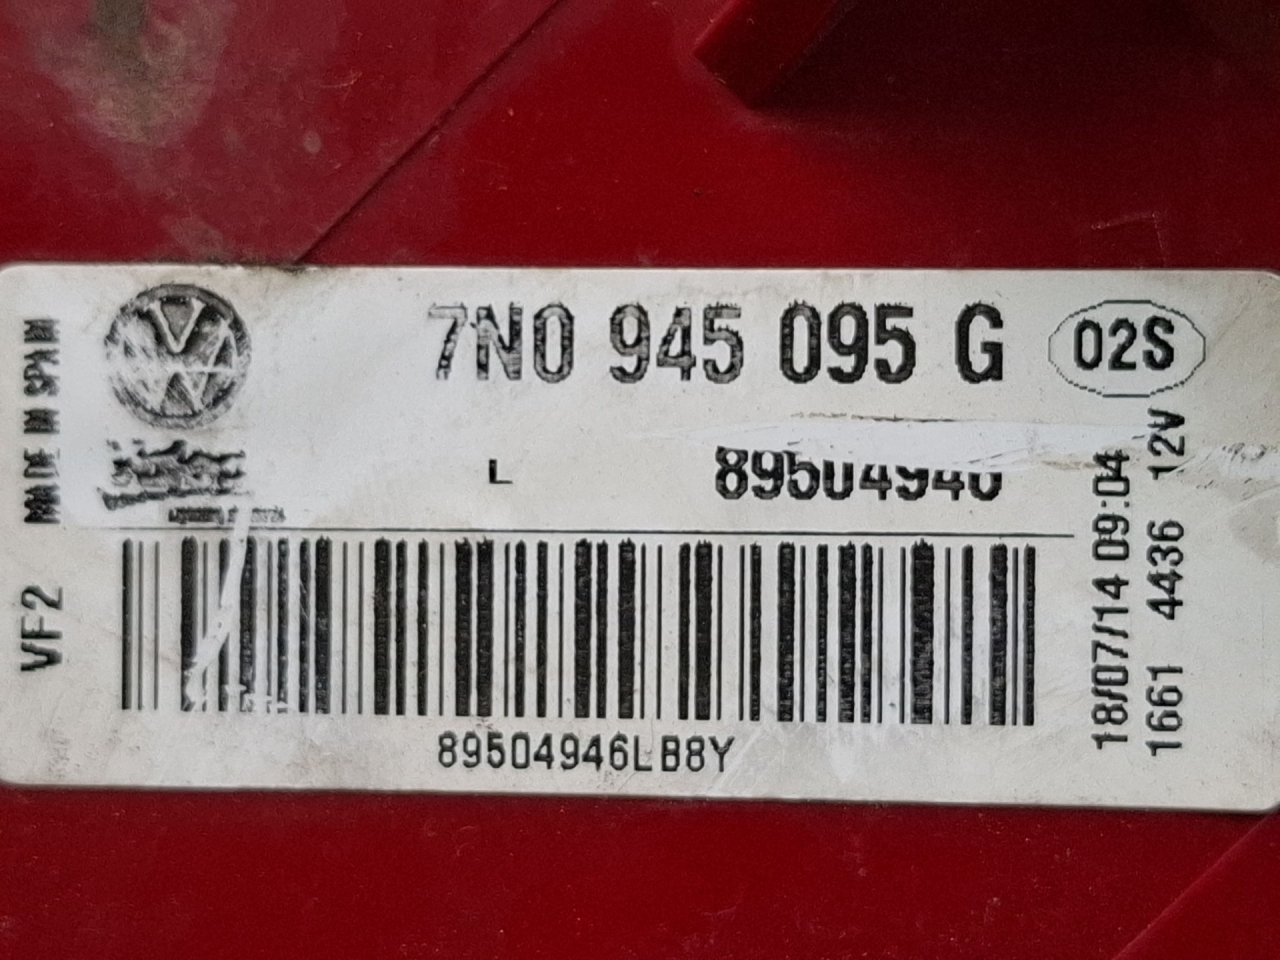 7N0 945 095 G
02S
L
89504946
89504946LB8Y
MADE IN SPAIN
VF2
18/07/14 09:04
1661 4436 12V